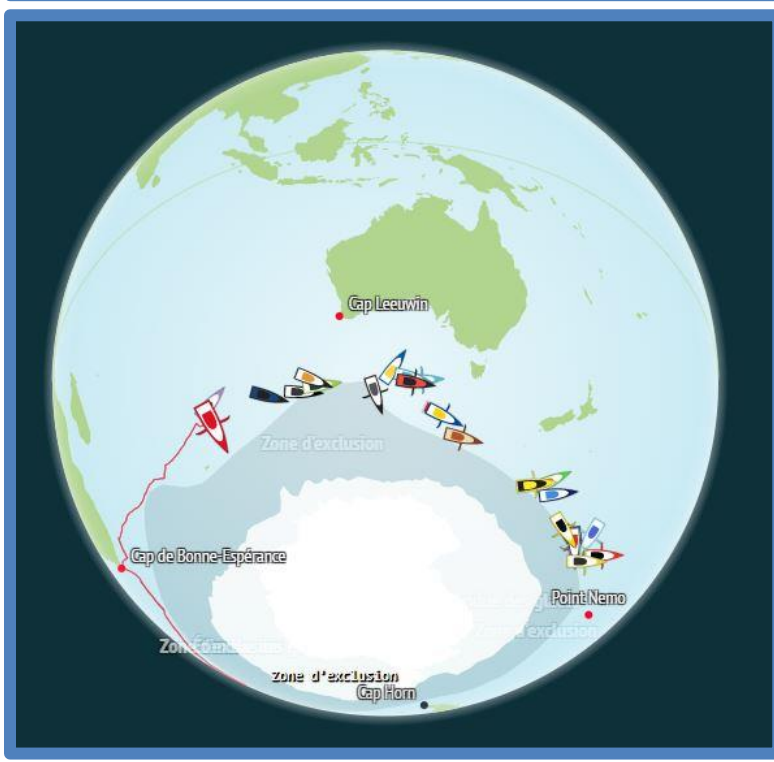 Cap Leeuwin
Zone d'exclusion
Cap de Bonne-Espérance
Point Nemo
Zone d'exclusion
Zone d'exclusion
Cap Horn